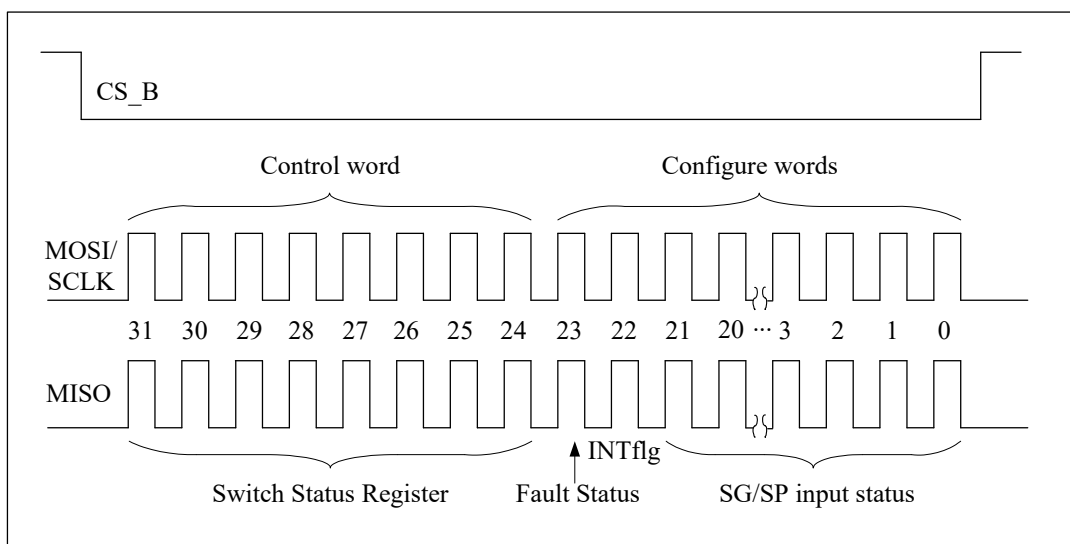 CS_B
Control word Configure words
MOSI/
SCLK
31 30 29 28 27 26 25 24 23 22 21 20 ··· 3 2 1 0
MISO
INTflg
Switch Status Register Fault Status SG/SP input status